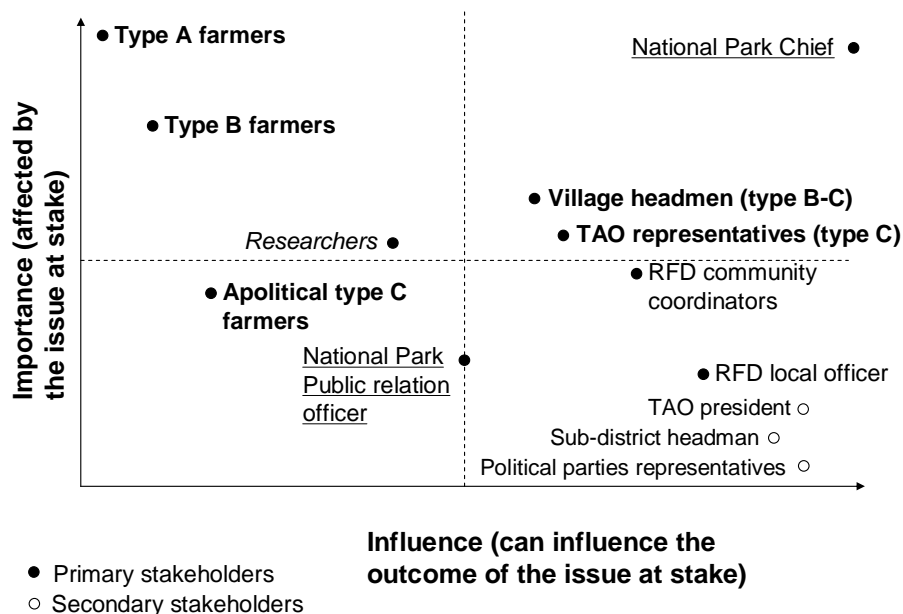 Type A farmers
National Park Chief
Type B farmers
Village headmen (type B-C)
TAO representatives (type C)
Researchers
RFD community
coordinators
Apolitical type C
farmers
National Park
Public relation
officer
RFD local officer
TAO president
Sub-district headman
Political parties representatives
Importance (affected by
the issue at stake)
Influence (can influence the
outcome of the issue at stake)
Primary stakeholders
Secondary stakeholders